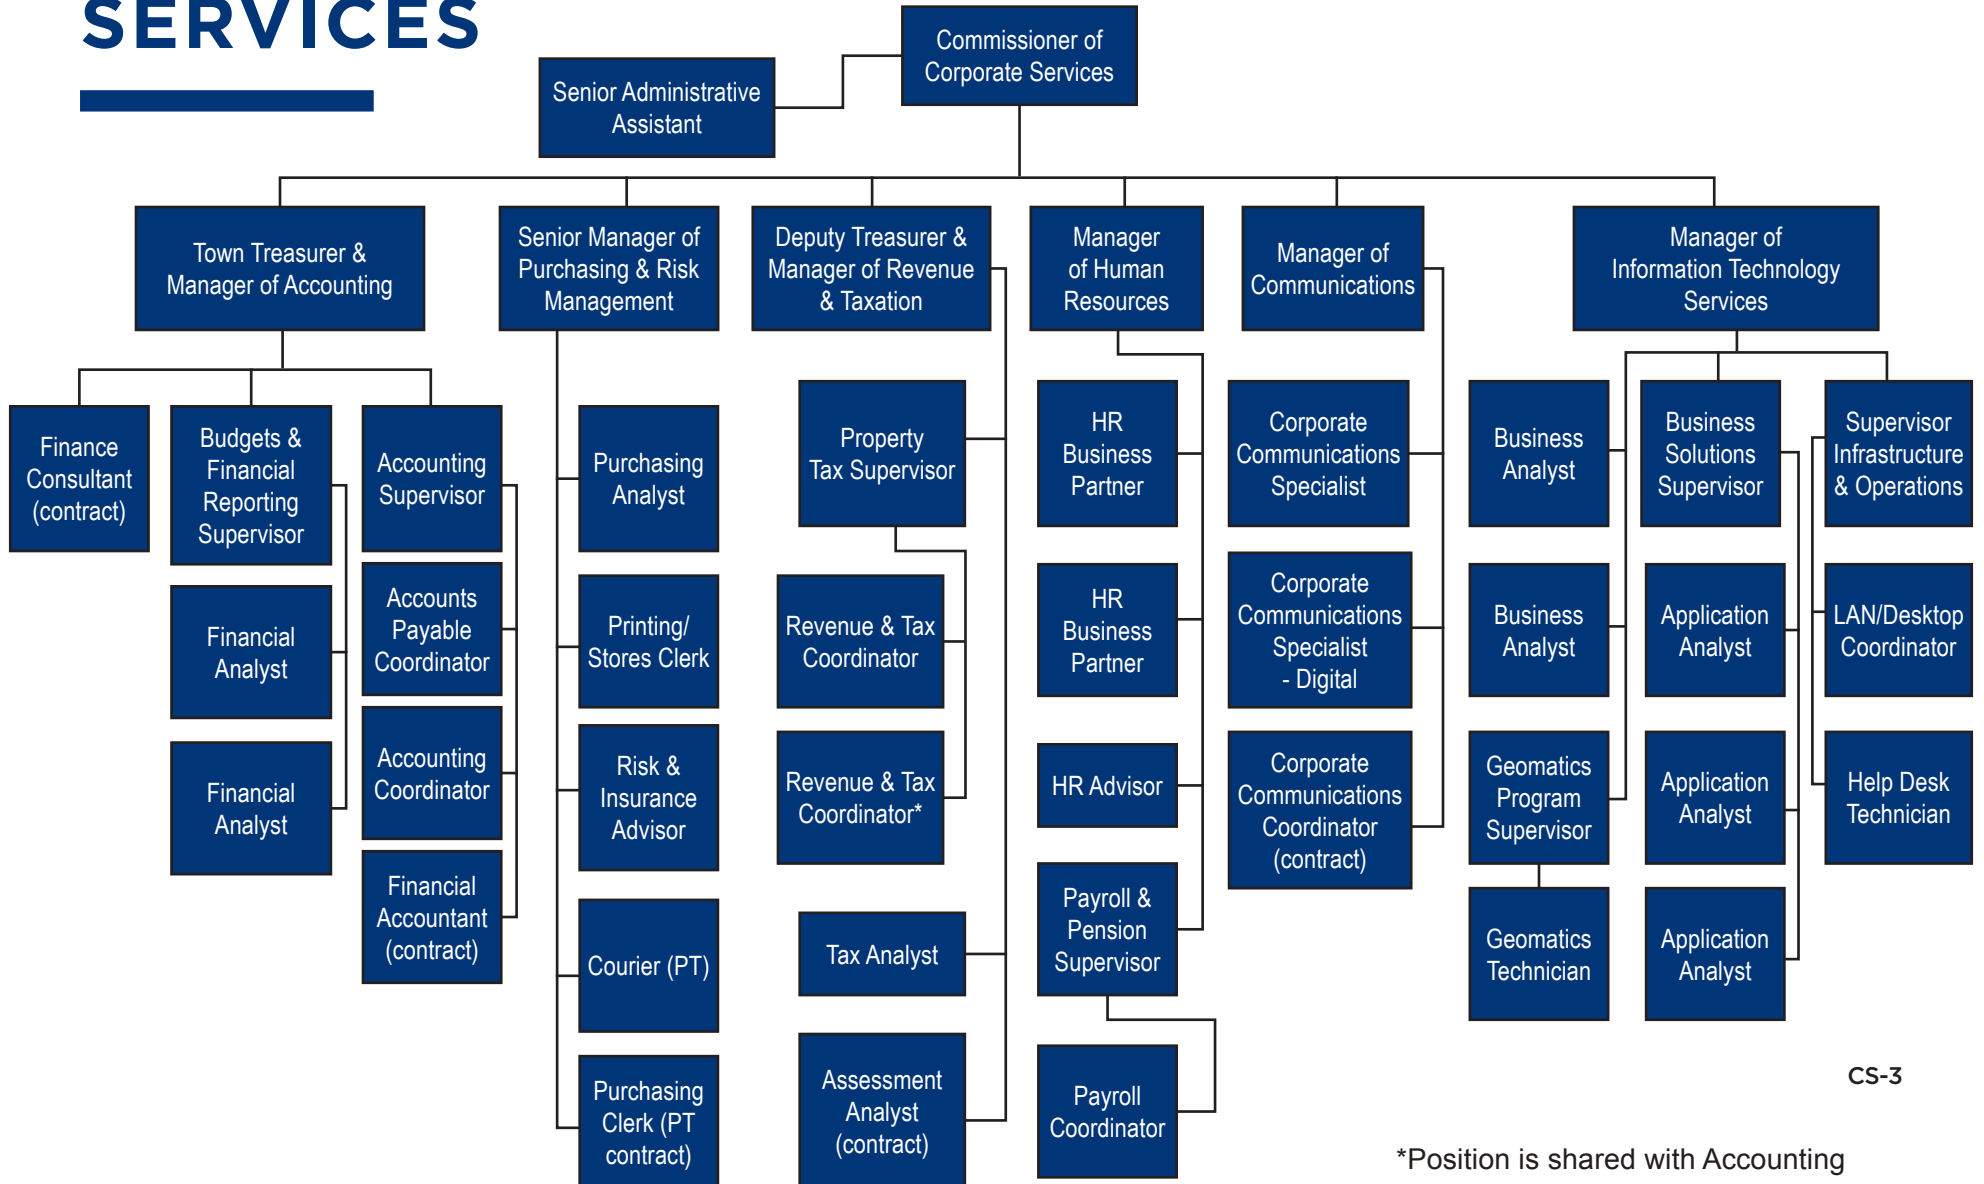 SERVICES
Commissioner of
Corporate Services
Senior Administrative
Assistant
Town Treasurer &
Manager of Accounting
Senior Manager of
Purchasing & Risk
Management
Deputy Treasurer &
Manager of Revenue
& Taxation
Manager
of Human
Resources
Manager of
Communications
Manager of
Information Technology
Services
Finance
Consultant
(contract)
Budgets &
Financial
Reporting
Supervisor
Financial
Analyst
Financial
Analyst
Accounting
Supervisor
Accounts
Payable
Coordinator
Accounting
Coordinator
Financial
Accountant
(contract)
Purchasing
Analyst
Printing/
Stores Clerk
Risk &
Insurance
Advisor
Courier (PT)
Purchasing
Clerk (PT
contract)
Property
Tax Supervisor
Revenue & Tax
Coordinator
Revenue & Tax
Coordinator*
Tax Analyst
Assessment
Analyst
(contract)
HR
Business
Partner
HR
Business
Partner
HR Advisor
Payroll &
Pension
Supervisor
Payroll
Coordinator
Corporate
Communications
Specialist
Corporate
Communications
Specialist
- Digital
Corporate
Communications
Coordinator
(contract)
Business
Analyst
Business
Analyst
Geomatics
Program
Supervisor
Geomatics
Technician
Business
Solutions
Supervisor
Application
Analyst
Application
Analyst
Application
Analyst
Supervisor
Infrastructure
& Operations
LAN/Desktop
Coordinator
Help Desk
Technician
CS-3
*Position is shared with Accounting